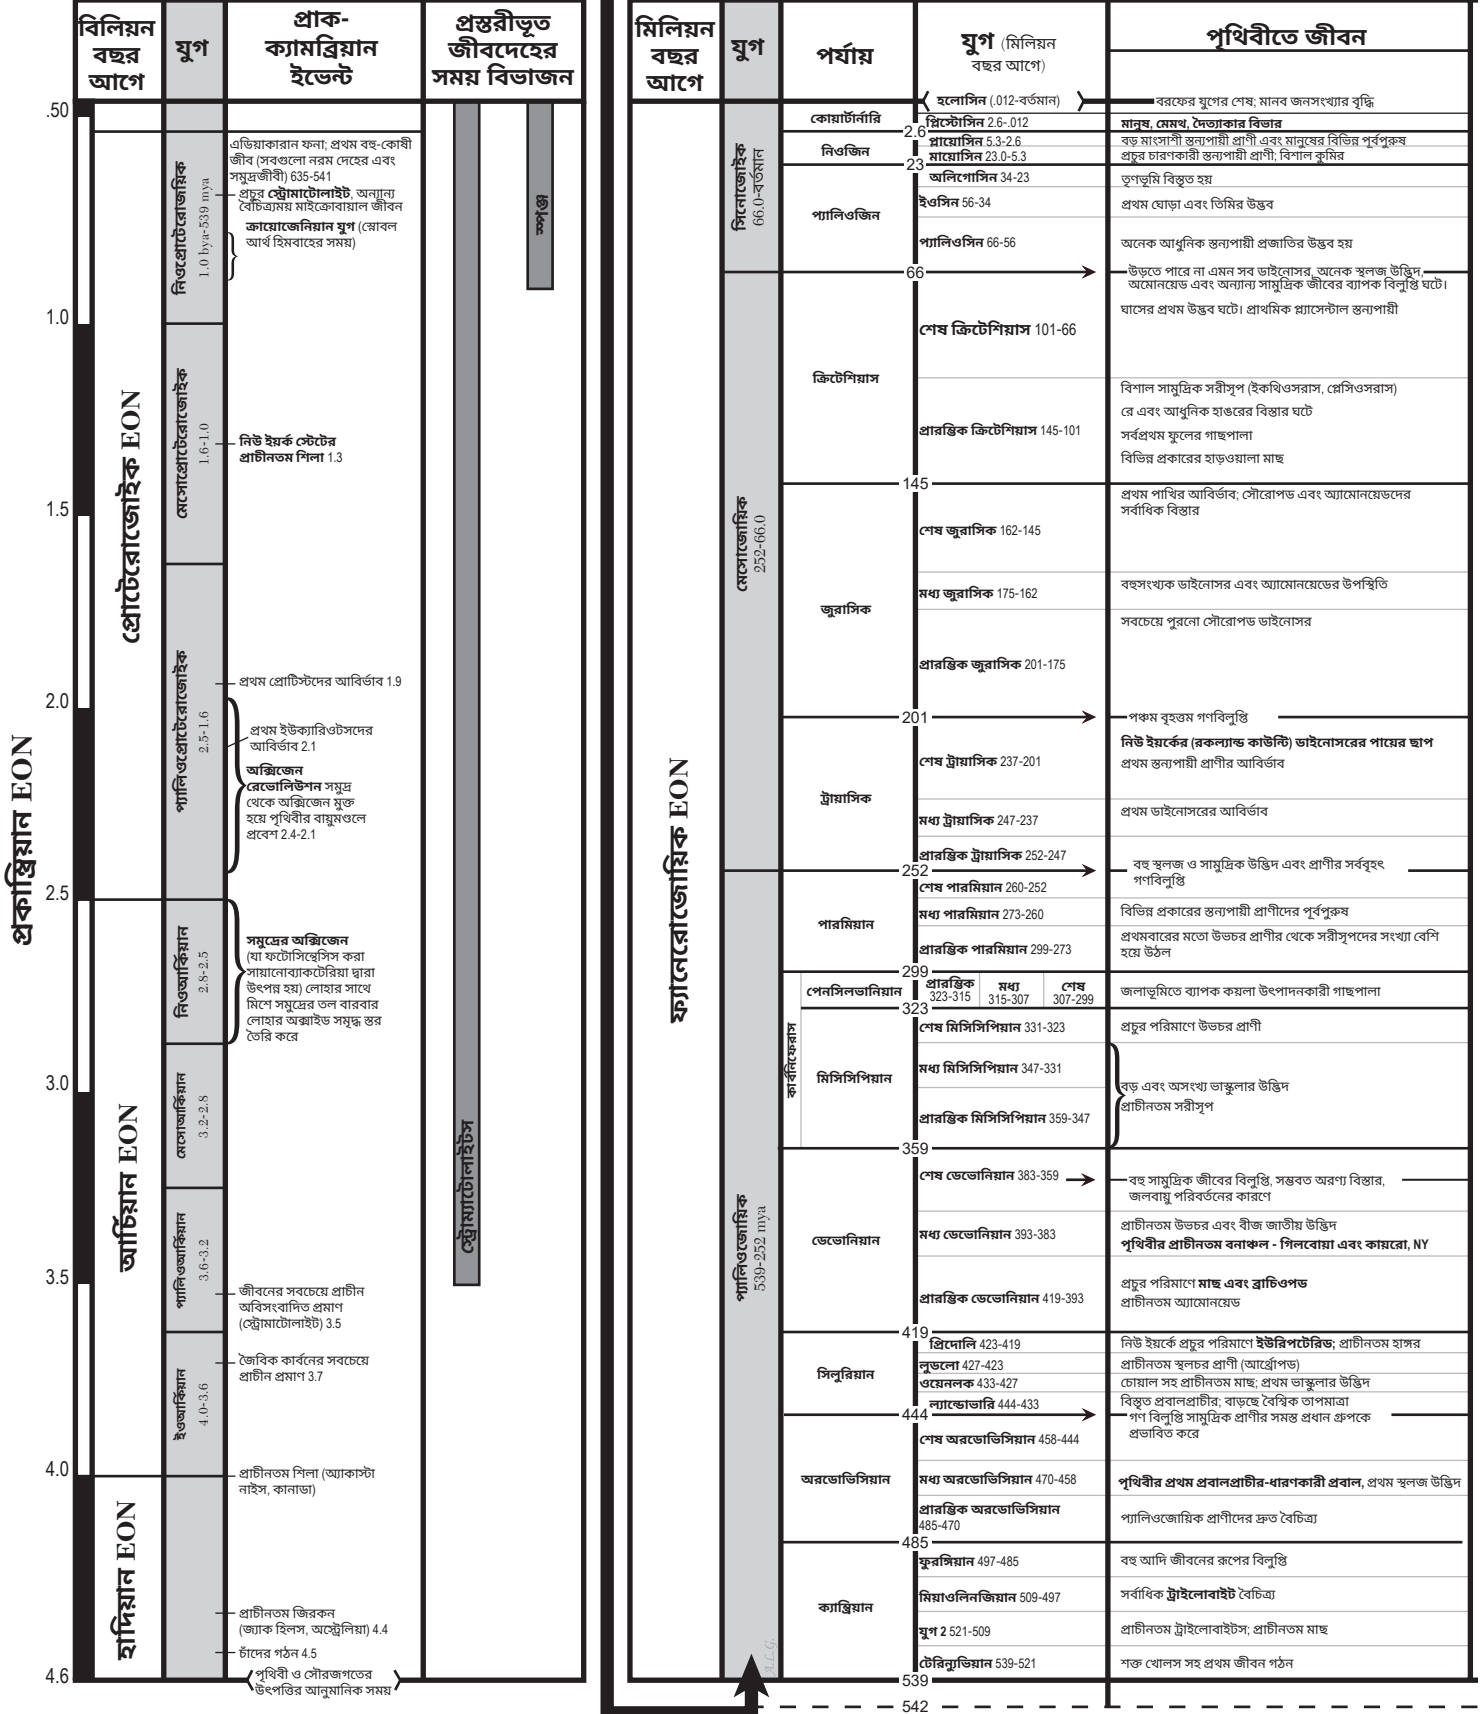 বিলিয়ন
বছর
আগে
যুগ
প্রাক-
ক্যামব্রিয়ান
ইভেন্ট
প্রস্তরীভূত
জীবদেহের
সময় বিভাজন
.50
1.0
1.5
2.0
2.5
3.0
3.5
4.0
4.6
প্রকাম্ব্রিয়ান EON
প্রোটেরোজোইক EON
আর্চিয়ান EON
হাদিয়ান EON
নিওপ্রোটেরোজয়িক
1.0 bya-539 mya
মেসোপ্রোটেরোজোইক
1.6-1.0
প্যালিওপ্রোটেরোজোইক
2.5-1.6
নিওআর্কিয়ান
2.8-2.5
মেসোআর্কিয়ান
3.2-2.8
প্যালিওআর্কিয়ান
3.6-3.2
ইওআর্কিয়ান
4.0-3.6
এডিয়াকারান ফনা; প্রথম বহু-কোষী
জীব (সবগুলো নরম দেহের এবং
সমুদ্রজীবী) 635-541
প্রচুর স্ট্রোমাটোলাইট, অন্যান্য
বৈচিত্র্যময় মাইক্রোবায়াল জীবন
ক্রায়োজেনিয়ান যুগ (স্নোবল
আর্থ হিমবাহের সময়)
নিউ ইয়র্ক স্টেটের
প্রাচীনতম শিলা 1.3
প্রথম প্রোটিস্টদের আবির্ভাব 1.9
প্রথম ইউক্যারিওটসদের
আবির্ভাব 2.1
অক্সিজেন
রেভোলিউশন সমুদ্র
থেকে অক্সিজেন মুক্ত
হয়ে পৃথিবীর বায়ুমণ্ডলে
প্রবেশ 2.4-2.1
সমুদ্রের অক্সিজেন
(যা ফটোসিন্থেসিস করা
সায়ানোব্যাকটেরিয়া দ্বারা
উৎপন্ন হয়) লোহার সাথে
মিশে সমুদ্রের তল বারবার
লোহার অক্সাইড সমৃদ্ধ স্তর
তৈরি করে
জীবনের সবচেয়ে প্রাচীন
অবিসংবাদিত প্রমাণ
(স্ট্রোমাটোলাইট) 3.5
জৈবিক কার্বনের সবচেয়ে
প্রাচীন প্রমাণ 3.7
প্রাচীনতম শিলা (অ্যাকাস্টা
নাইস, কানাডা)
প্রাচীনতম জিরকন
(জ্যাক হিলস, অস্ট্রেলিয়া) 4.4
চাঁদের গঠন 4.5
পৃথিবী ও সৌরজগতের
উৎপত্তির আনুমানিক সময়
স্ট্রোম্যাটোলাইটস
স্পঞ্জ
মিলিয়ন
বছর
আগে
যুগ
পর্যায়
যুগ (মিলিয়ন
বছর আগে)
পৃথিবীতে জীবন
ফ্যানেরোজোয়িক EON
সিনোজোইক
66.0-বর্তমান
মেসোজোয়িক
252-66.0
প্যালিওজোয়িক
539-252 mya
A.L.G.
হলোসিন (.012-বর্তমান)
বরফের যুগের শেষ; মানব জনসংখ্যার বৃদ্ধি
কোয়ার্টার্নারি
প্লিস্টোসিন 2.6-.012
মানুষ, মেমথ, দৈত্যাকার বিভার
2.6
নিওজিন
প্লায়োসিন 5.3-2.6
বড় মাংসাশী স্তন্যপায়ী প্রাণী এবং মানুষের বিভিন্ন পূর্বপুরুষ
মায়োসিন 23.0-5.3
প্রচুর চারণকারী স্তন্যপায়ী প্রাণী; বিশাল কুমির
23
প্যালিওজিন
অলিগোসিন 34-23
তৃণভূমি বিস্তৃত হয়
ইওসিন 56-34
প্রথম ঘোড়া এবং তিমির উদ্ভব
প্যালিওসিন 66-56
অনেক আধুনিক স্তন্যপায়ী প্রজাতির উদ্ভব হয়
66
উড়তে পারে না এমন সব ডাইনোসর, অনেক স্থলজ উদ্ভিদ,
অমোনয়েড এবং অন্যান্য সামুদ্রিক জীবের ব্যাপক বিলুপ্তি ঘটে।
ক্রিটেশিয়াস
শেষ ক্রিটেশিয়াস 101-66
ঘাসের প্রথম উদ্ভব ঘটে। প্রাথমিক প্ল্যাসেন্টাল স্তন্যপায়ী
প্রারম্ভিক ক্রিটেশিয়াস 145-101
বিশাল সামুদ্রিক সরীসৃপ (ইকথিওসরাস, প্লেসিওসরাস)
রে এবং আধুনিক হাঙরের বিস্তার ঘটে
সর্বপ্রথম ফুলের গাছপালা
বিভিন্ন প্রকারের হাড়ওয়ালা মাছ
145
জুরাসিক
শেষ জুরাসিক 162-145
প্রথম পাখির আবির্ভাব; সৌরোপড এবং অ্যামোনয়েডদের
সর্বাধিক বিস্তার
মধ্য জুরাসিক 175-162
বহুসংখ্যক ডাইনোসর এবং অ্যামোনয়েডের উপস্থিতি
প্রারম্ভিক জুরাসিক 201-175
সবচেয়ে পুরনো সৌরোপড ডাইনোসর
201
পঞ্চম বৃহত্তম গণবিলুপ্তি
ট্রায়াসিক
শেষ ট্রায়াসিক 237-201
নিউ ইয়র্কের (রকল্যান্ড কাউন্টি) ডাইনোসরের পায়ের ছাপ
প্রথম স্তন্যপায়ী প্রাণীর আবির্ভাব
মধ্য ট্রায়াসিক 247-237
প্রথম ডাইনোসরের আবির্ভাব
প্রারম্ভিক ট্রায়াসিক 252-247
252
বহু স্থলজ ও সামুদ্রিক উদ্ভিদ এবং প্রাণীর সর্ববৃহৎ
গণবিলুপ্তি
পারমিয়ান
শেষ পারমিয়ান 260-252
মধ্য পারমিয়ান 273-260
বিভিন্ন প্রকারের স্তন্যপায়ী প্রাণীদের পূর্বপুরুষ
প্রারম্ভিক পারমিয়ান 299-273
প্রথমবারের মতো উভচর প্রাণীর থেকে সরীসৃপদের সংখ্যা বেশি
হয়ে উঠল
299
কার্বনিফেরাস
পেনসিলভানিয়ান
প্রারম্ভিক
323-315
মধ্য
315-307
শেষ
307-299
জলাভূমিতে ব্যাপক কয়লা উৎপাদনকারী গাছপালা
323
মিসিসিপিয়ান
শেষ মিসিসিপিয়ান 331-323
প্রচুর পরিমাণে উভচর প্রাণী
মধ্য মিসিসিপিয়ান 347-331
বড় এবং অসংখ্য ভাস্কুলার উদ্ভিদ
প্রাচীনতম সরীসৃপ
প্রারম্ভিক মিসিসিপিয়ান 359-347
359
ডেভোনিয়ান
শেষ ডেভোনিয়ান 383-359
বহু সামুদ্রিক জীবের বিলুপ্তি, সম্ভবত অরণ্য বিস্তার,
জলবায়ু পরিবর্তনের কারণে
মধ্য ডেভোনিয়ান 393-383
প্রাচীনতম উভচর এবং বীজ জাতীয় উদ্ভিদ
পৃথিবীর প্রাচীনতম বনাঞ্চল - গিলবোয়া এবং কায়রো, NY
প্রারম্ভিক ডেভোনিয়ান 419-393
প্রচুর পরিমাণে মাছ এবং ব্রাচিওপড
প্রাচীনতম অ্যামোনয়েড
419
সিলুরিয়ান
প্রিদোলি 423-419
নিউ ইয়র্কে প্রচুর পরিমাণে ইউরিপটেরিড; প্রাচীনতম হাঙ্গর
লুডলো 427-423
প্রাচীনতম স্থলচর প্রাণী (আর্থ্রোপড)
ওয়েনলক 433-427
চোয়াল সহ প্রাচীনতম মাছ; প্রথম ভাস্কুলার উদ্ভিদ
ল্যান্ডোভারি 444-433
বিস্তৃত প্রবালপ্রাচীর; বাড়ছে বৈশ্বিক তাপমাত্রা
444
গণ বিলুপ্তি সামুদ্রিক প্রাণীর সমস্ত প্রধান গ্রুপকে
প্রভাবিত করে
অরডোভিসিয়ান
শেষ অরডোভিসিয়ান 458-444
মধ্য অরডোভিসিয়ান 470-458
পৃথিবীর প্রথম প্রবালপ্রাচীর-ধারণকারী প্রবাল, প্রথম স্থলজ উদ্ভিদ
প্রারম্ভিক অরডোভিসিয়ান
485-470
প্যালিওজোয়িক প্রাণীদের দ্রুত বৈচিত্র্য
485
ক্যাম্ব্রিয়ান
ফুরঙ্গিয়ান 497-485
বহু আদি জীবনের রূপের বিলুপ্তি
মিয়াওলিনজিয়ান 509-497
সর্বাধিক ট্রাইলোবাইট বৈচিত্র্য
যুগ 2 521-509
প্রাচীনতম ট্রাইলোবাইটস; প্রাচীনতম মাছ
টেরিন্যুভিয়ান 539-521
শক্ত খোলস সহ প্রথম জীবন গঠন
539
542